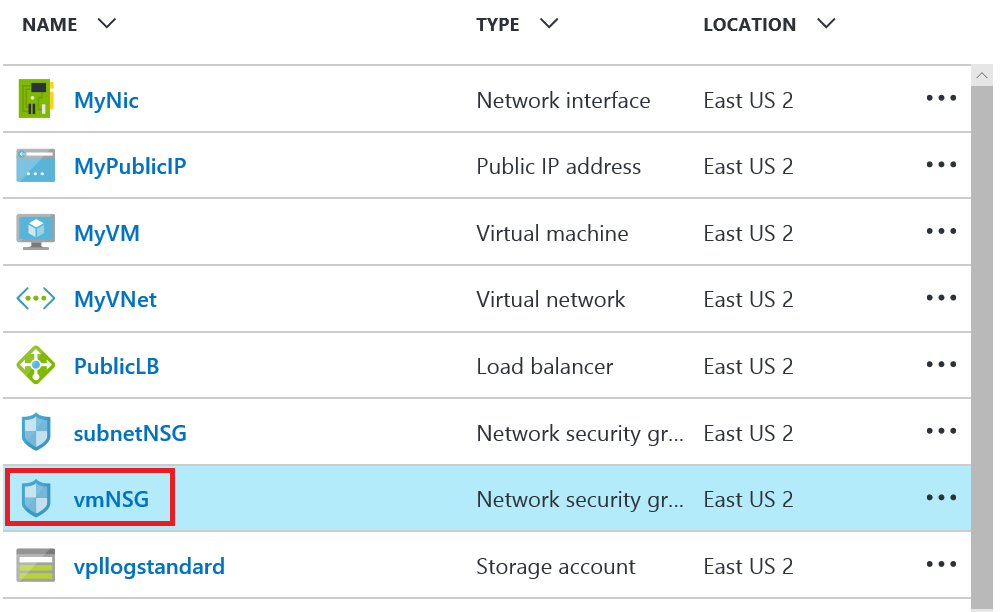 NAME TYPE LOCATION
MyNic Network interface East US 2
MyPublicIP Public IP address East US 2
MyVM Virtual machine East US 2
MyVNet Virtual network East US 2
PublicLB Load balancer East US 2
subnetNSG Network security gr... East US 2
vmNSG Network security gr... East US 2
vpllogstandard Storage account East US 2